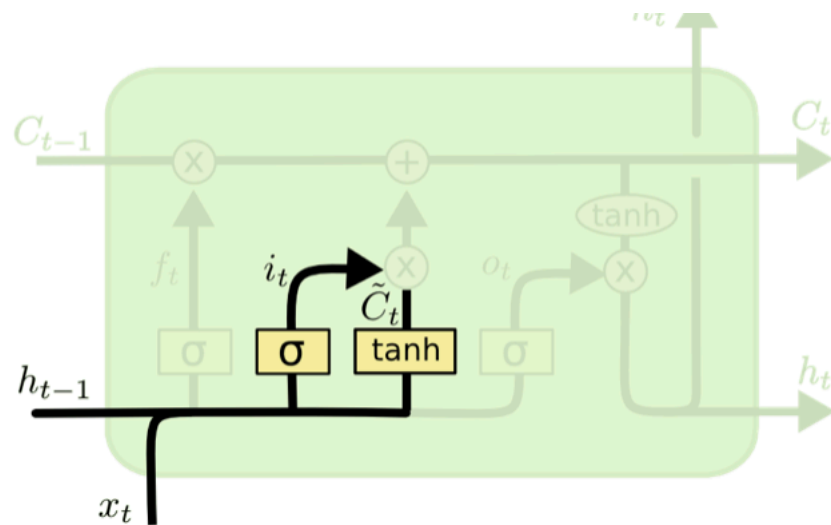 h_t
C_{t-1} C_t
x +
tanh
f_t i_t x o_t x
C̃_t
σ σ tanh σ
h_{t-1} h_t
x_t